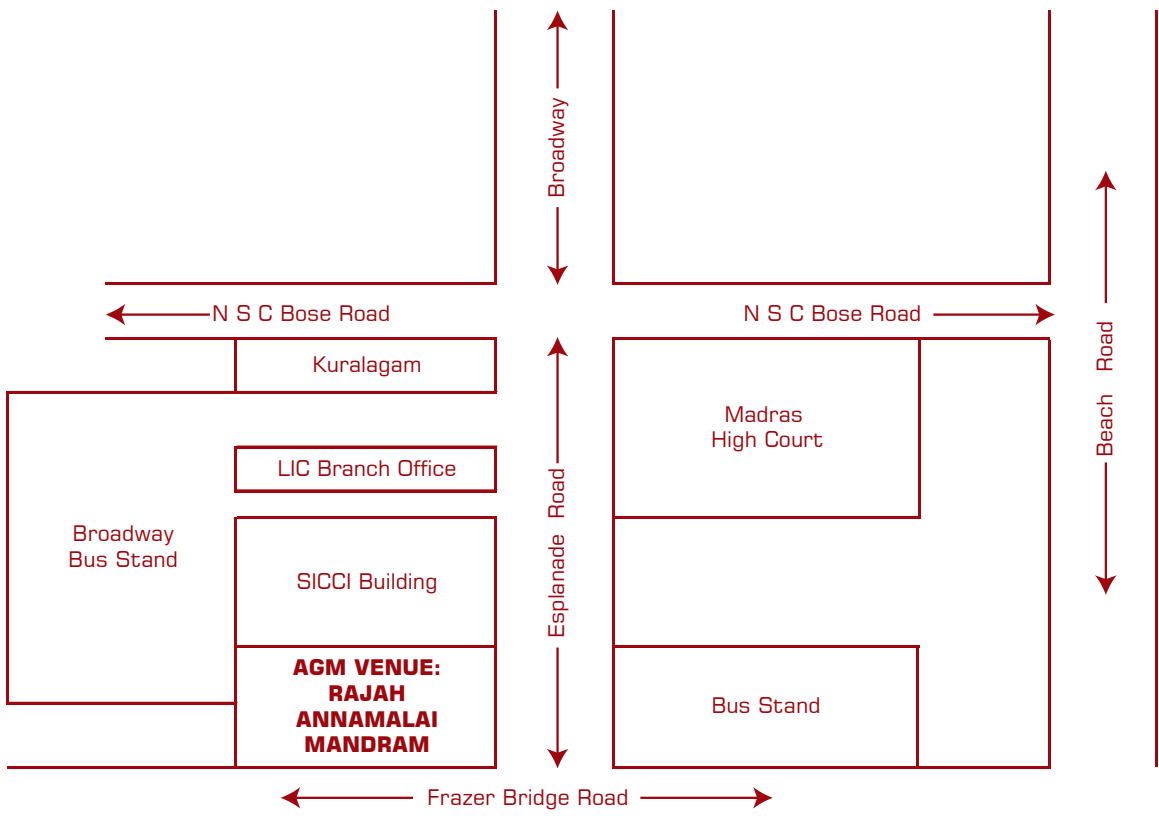 Broadway
N S C Bose Road
N S C Bose Road
Beach Road
Kuralagam
Madras
High Court
LIC Branch Office
Esplanade Road
Broadway
Bus Stand
SICCI Building
AGM VENUE:
RAJAH
ANNAMALAI
MANDRAM
Bus Stand
Frazer Bridge Road